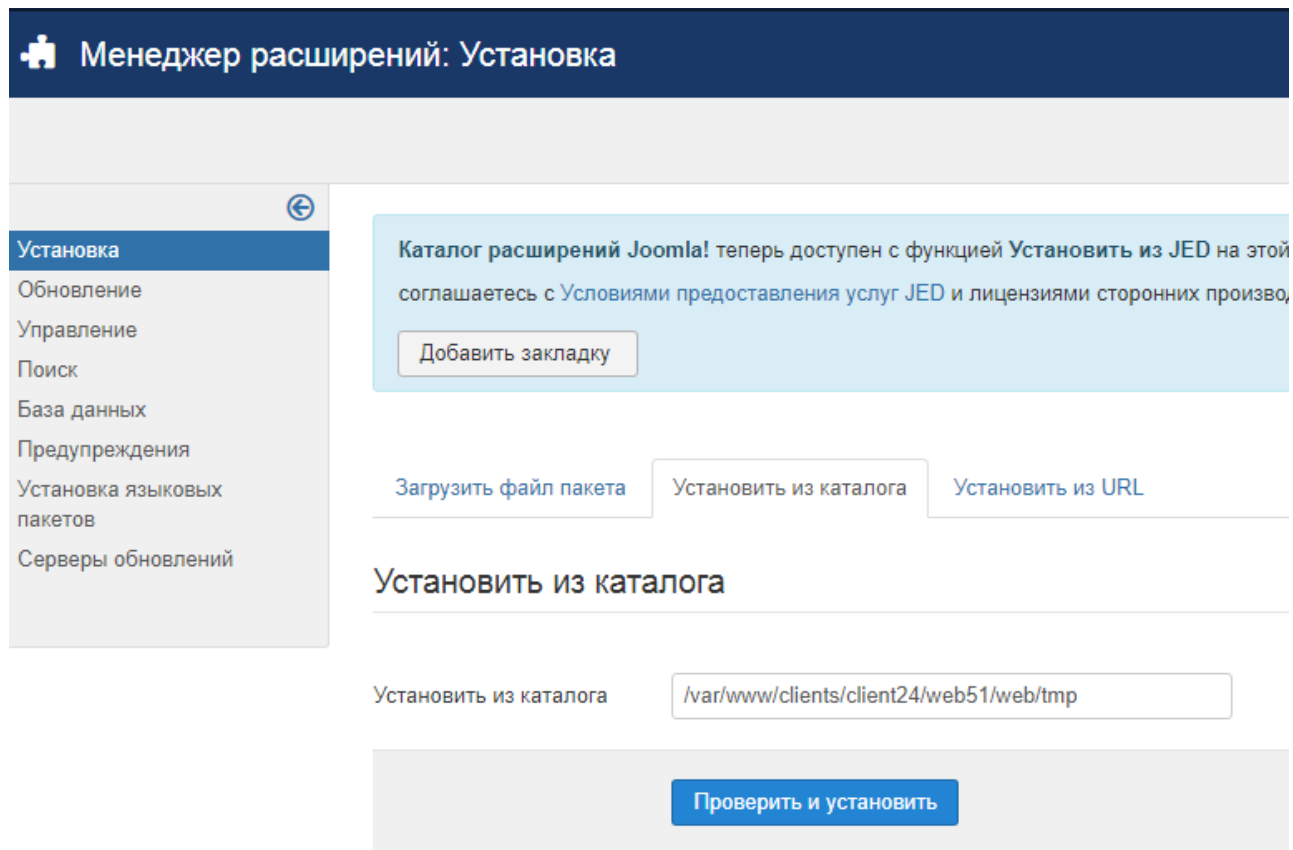 Менеджер расширений: Установка
Установка
Обновление
Управление
Поиск
База данных
Предупреждения
Установка языковых
пакетов
Серверы обновлений
Каталог расширений Joomla! теперь доступен с функцией Установить из JED на этой
соглашаетесь с Условиями предоставления услуг JED и лицензиями сторонних произво
Добавить закладку
Загрузить файл пакета Установить из каталога Установить из URL
Установить из каталога
Установить из каталога /var/www/clients/client24/web51/web/tmp
Проверить и установить